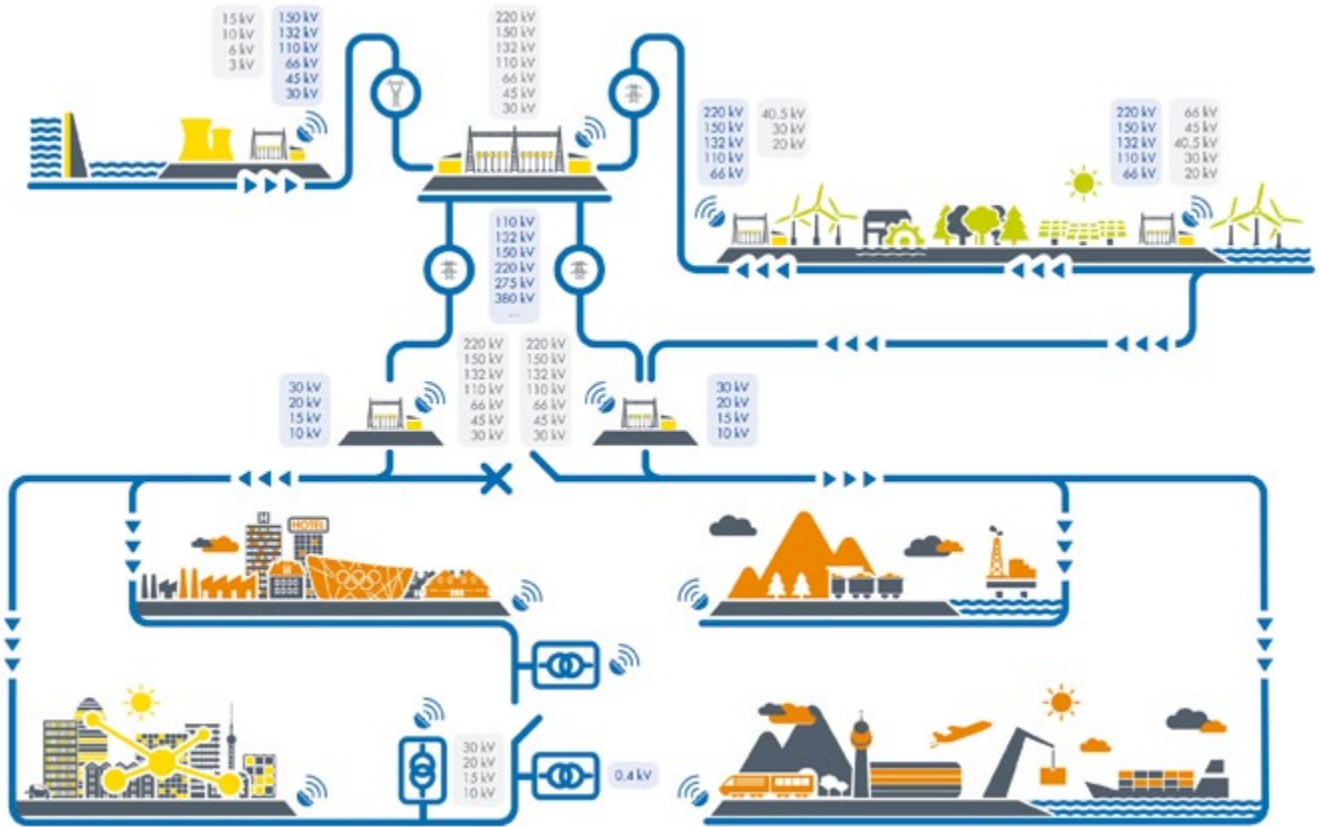 15 kV
10 kV
6 kV
3 kV
150 kV
132 kV
110 kV
66 kV
45 kV
30 kV
220 kV
150 kV
132 kV
110 kV
66 kV
45 kV
30 kV
220 kV
150 kV
132 kV
110 kV
66 kV
40.5 kV
30 kV
20 kV
220 kV
150 kV
132 kV
110 kV
66 kV
66 kV
45 kV
40.5 kV
30 kV
20 kV
110 kV
132 kV
150 kV
220 kV
275 kV
380 kV
...
30 kV
20 kV
15 kV
10 kV
220 kV
150 kV
132 kV
110 kV
66 kV
45 kV
30 kV
220 kV
150 kV
132 kV
110 kV
66 kV
45 kV
30 kV
30 kV
20 kV
15 kV
10 kV
H
HOTEL
30 kV
20 kV
15 kV
10 kV
0.4 kV